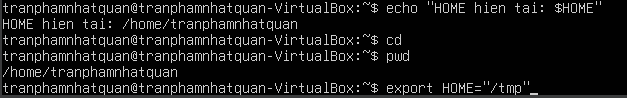 tranphamnhatquan@tranphamnhatquan-VirtualBox:~$ echo "HOME hien tai: $HOME"
HOME hien tai: /home/tranphamnhatquan
tranphamnhatquan@tranphamnhatquan-VirtualBox:~$ cd
tranphamnhatquan@tranphamnhatquan-VirtualBox:~$ pwd
/home/tranphamnhatquan
tranphamnhatquan@tranphamnhatquan-VirtualBox:~$ export HOME="/tmp"_